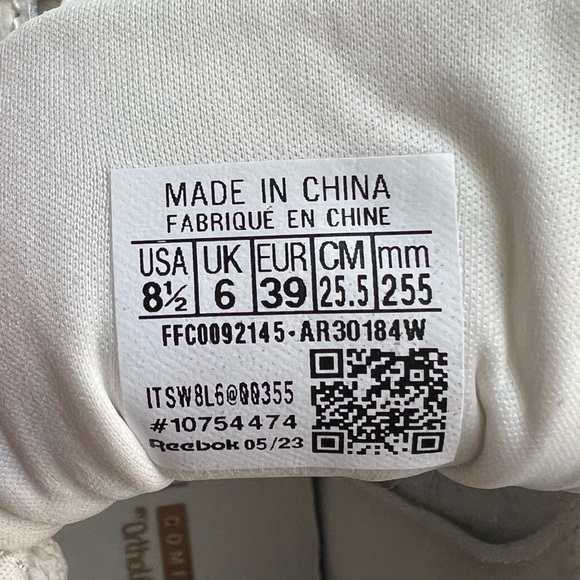 MADE IN CHINA
FABRIQUÉ EN CHINE
USA UK EUR CM mm
8½ 6 39 25.5 255
FFC0092145-AR30184W
ITSW8L6@00355
#10754474
Reebok 05/23